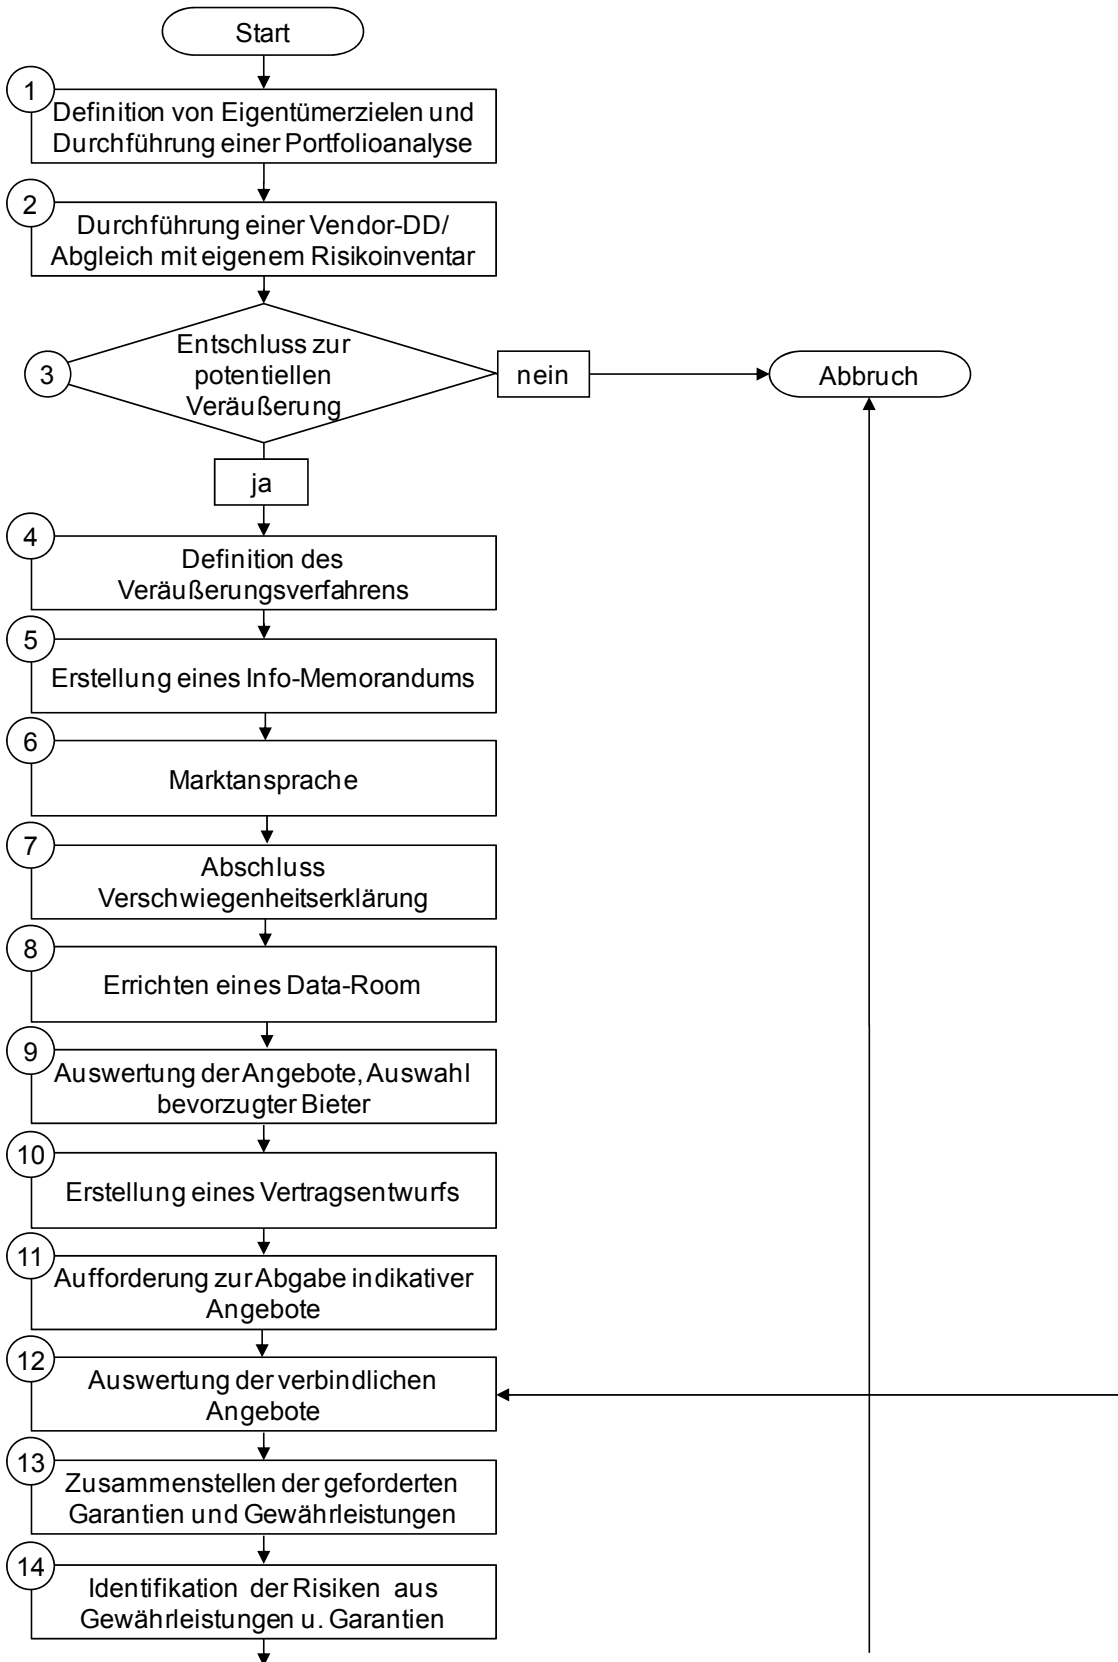 Start
1
Definition von Eigentümerzielen und
Durchführung einer Portfolioanalyse
2
Durchführung einer Vendor-DD/
Abgleich mit eigenem Risikoinventar
3
Entschluss zur
potentiellen
Veräußerung
nein
Abbruch
ja
4
Definition des
Veräußerungsverfahrens
5
Erstellung eines Info-Memorandums
6
Marktansprache
7
Abschluss
Verschwiegenheitserklärung
8
Errichten eines Data-Room
9
Auswertung der Angebote, Auswahl
bevorzugter Bieter
10
Erstellung eines Vertragsentwurfs
11
Aufforderung zur Abgabe indikativer
Angebote
12
Auswertung der verbindlichen
Angebote
13
Zusammenstellen der geforderten
Garantien und Gewährleistungen
14
Identifikation der Risiken aus
Gewährleistungen u. Garantien